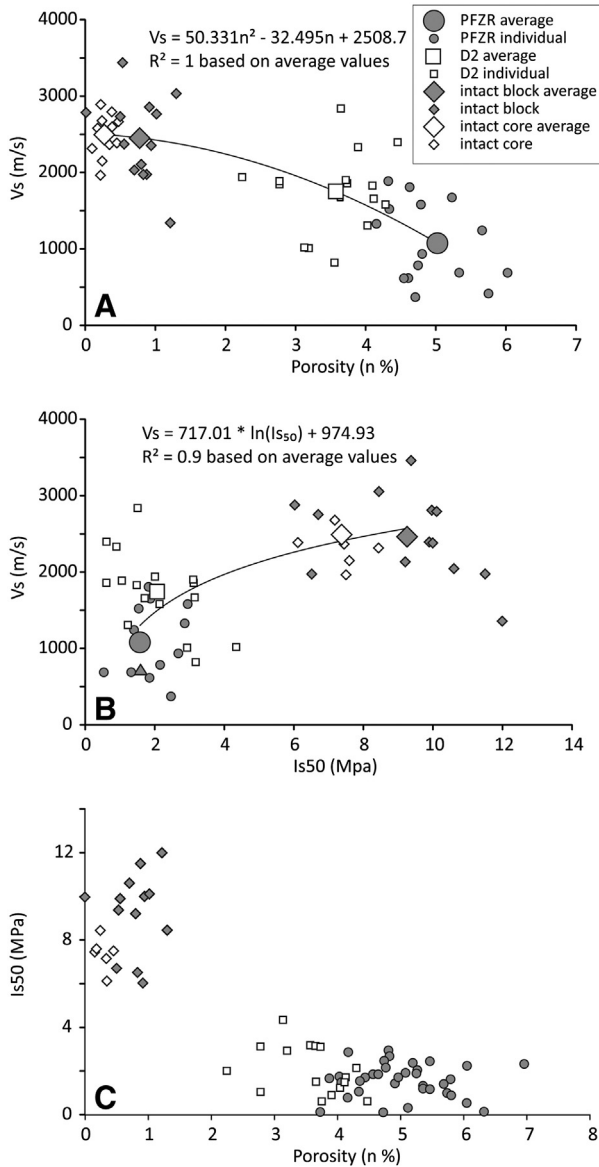 Vs = 50.331n² - 32.495n + 2508.7
R² = 1 based on average values
PFZR average
PFZR individual
D2 average
D2 individual
intact block average
intact block
intact core average
intact core
Vs (m/s)
4000
3000
2000
1000
0
A
0 1 2 3 4 5 6 7
Porosity (n %)
Vs = 717.01 * ln(Is₅₀) + 974.93
R² = 0.9 based on average values
Vs (m/s)
4000
3000
2000
1000
0
B
0 2 4 6 8 10 12 14
Is50 (Mpa)
Is50 (MPa)
12
8
4
0
C
0 1 2 3 4 5 6 7 8
Porosity (n %)